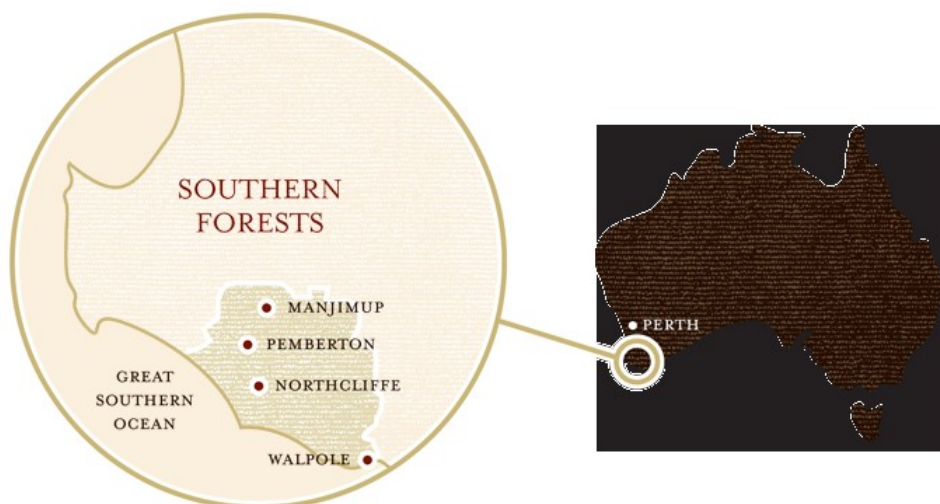 SOUTHERN
FORESTS
MANJIMUP
PEMBERTON
NORTHCLIFFE
GREAT
SOUTHERN
OCEAN
WALPOLE
PERTH